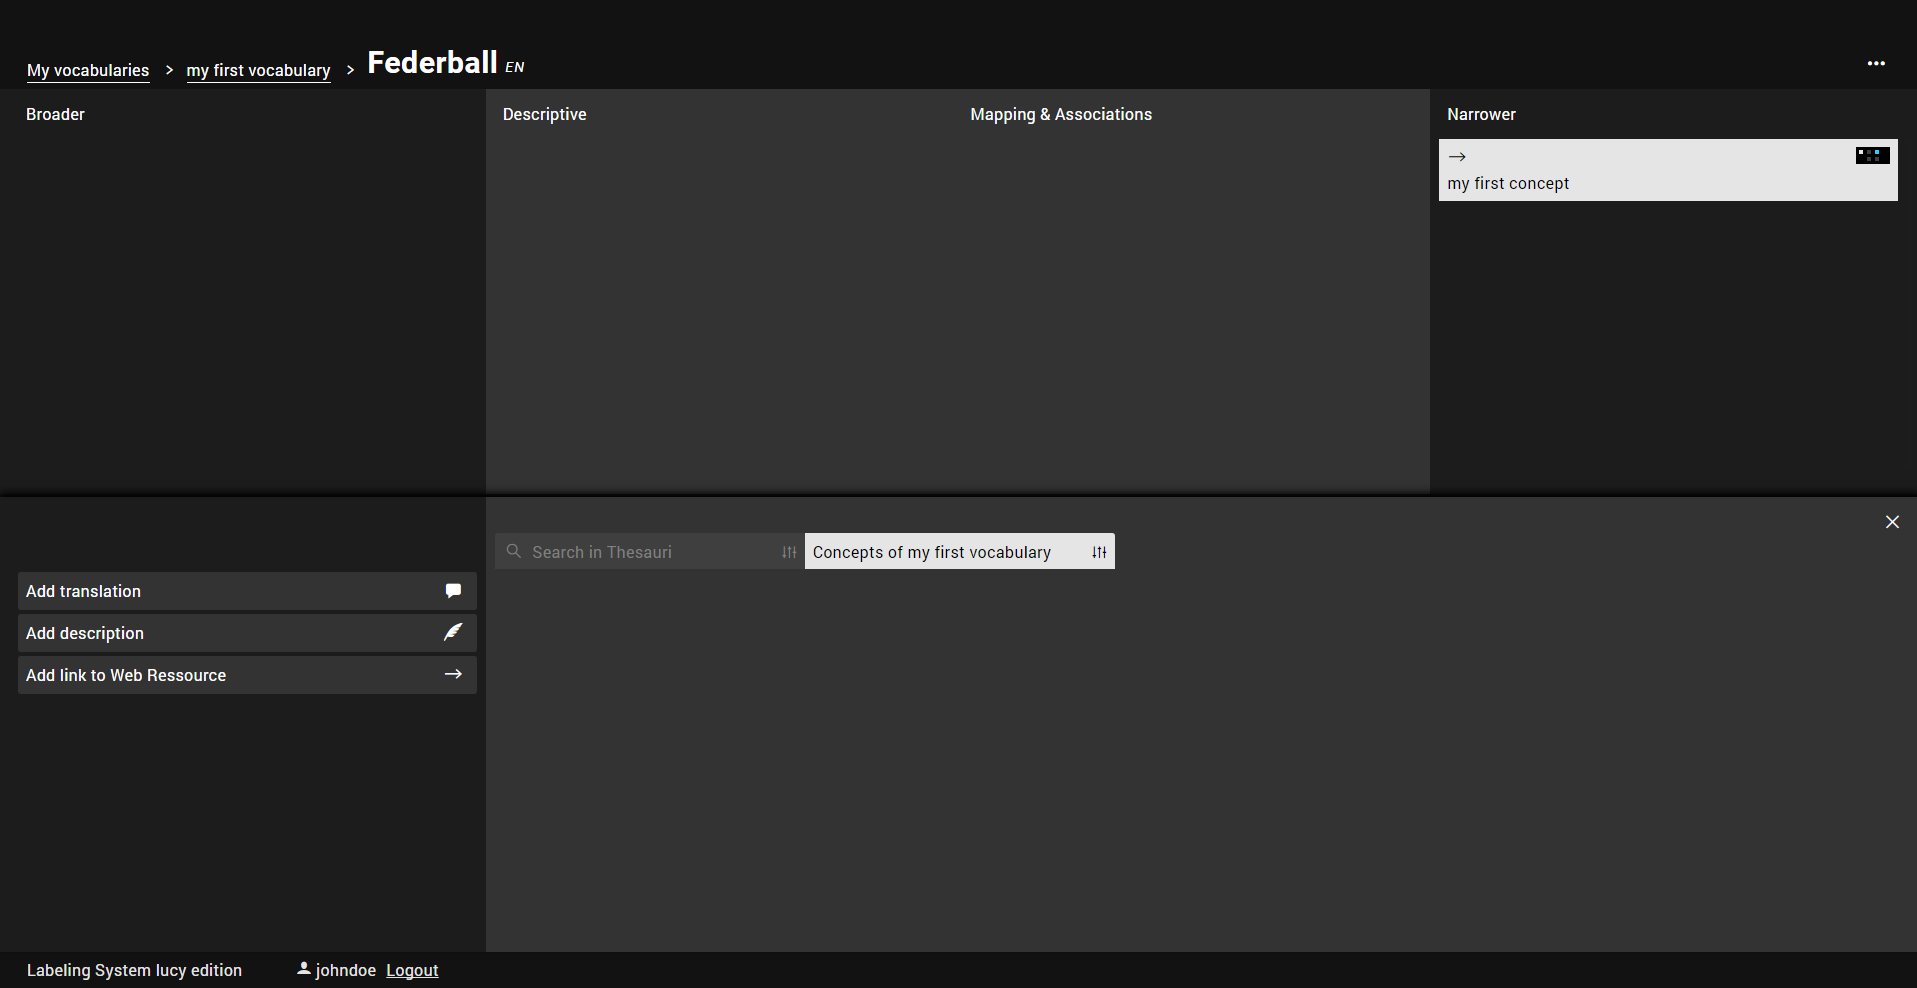 My vocabularies > my first vocabulary > Federball EN
Broader
Descriptive
Mapping & Associations
Narrower
my first concept
Search in Thesauri
Concepts of my first vocabulary
Add translation
Add description
Add link to Web Ressource
Labeling System lucy edition
johndoe Logout